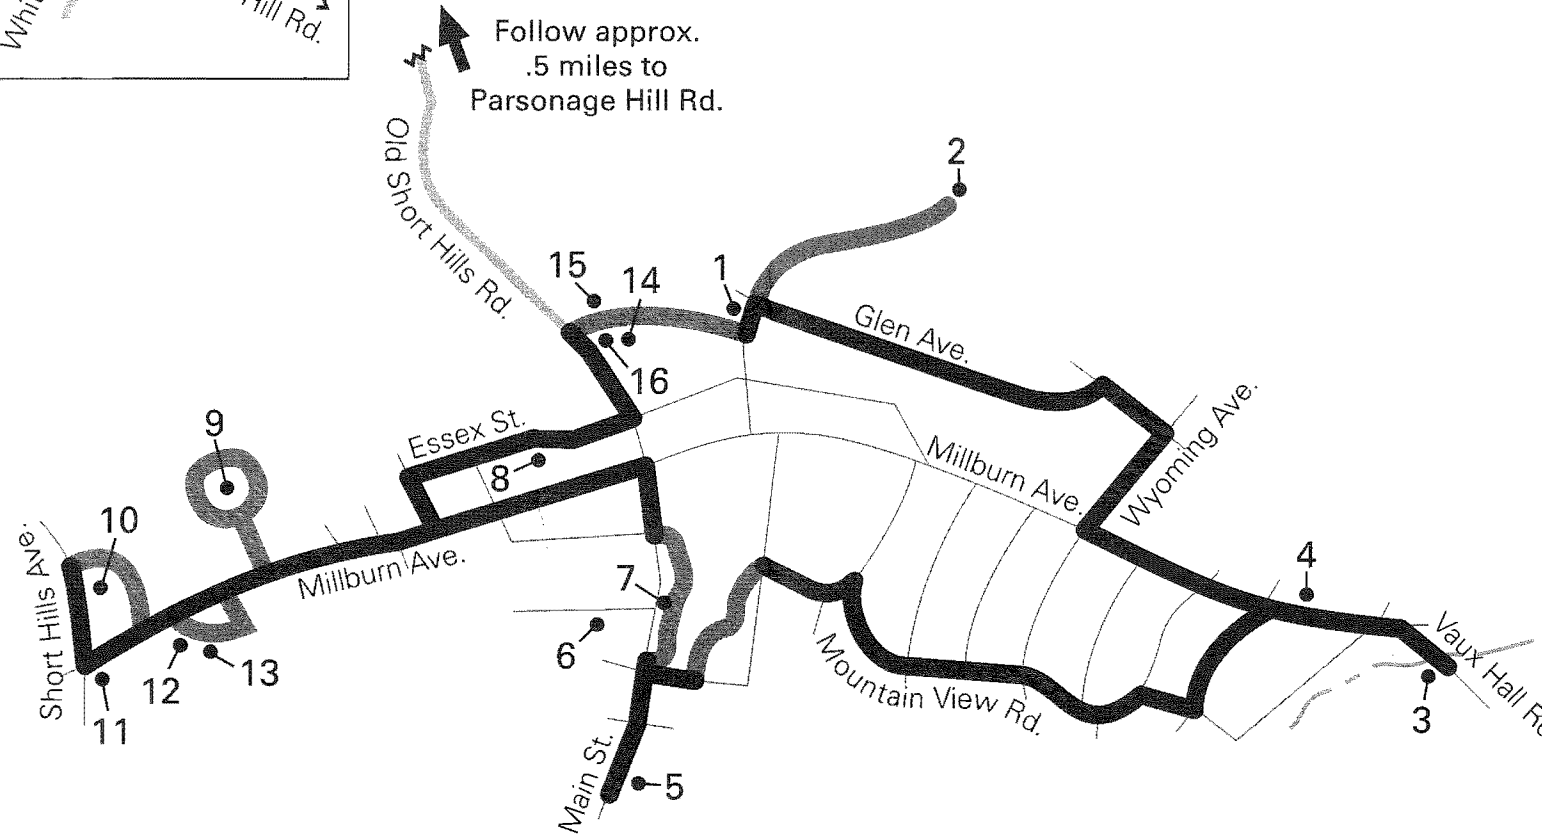 Hill Rd.
Follow approx.
.5 miles to
Parsonage Hill Rd.
Old Short Hills Rd.
2
1
15
14
16
Glen Ave.
Wyoming Ave.
Essex St.
8
9
10
Millburn Ave.
Millburn Ave.
Short Hills Ave.
7
6
4
12
13
11
Mountain View Rd.
Vaux Hall
3
Main St.
5